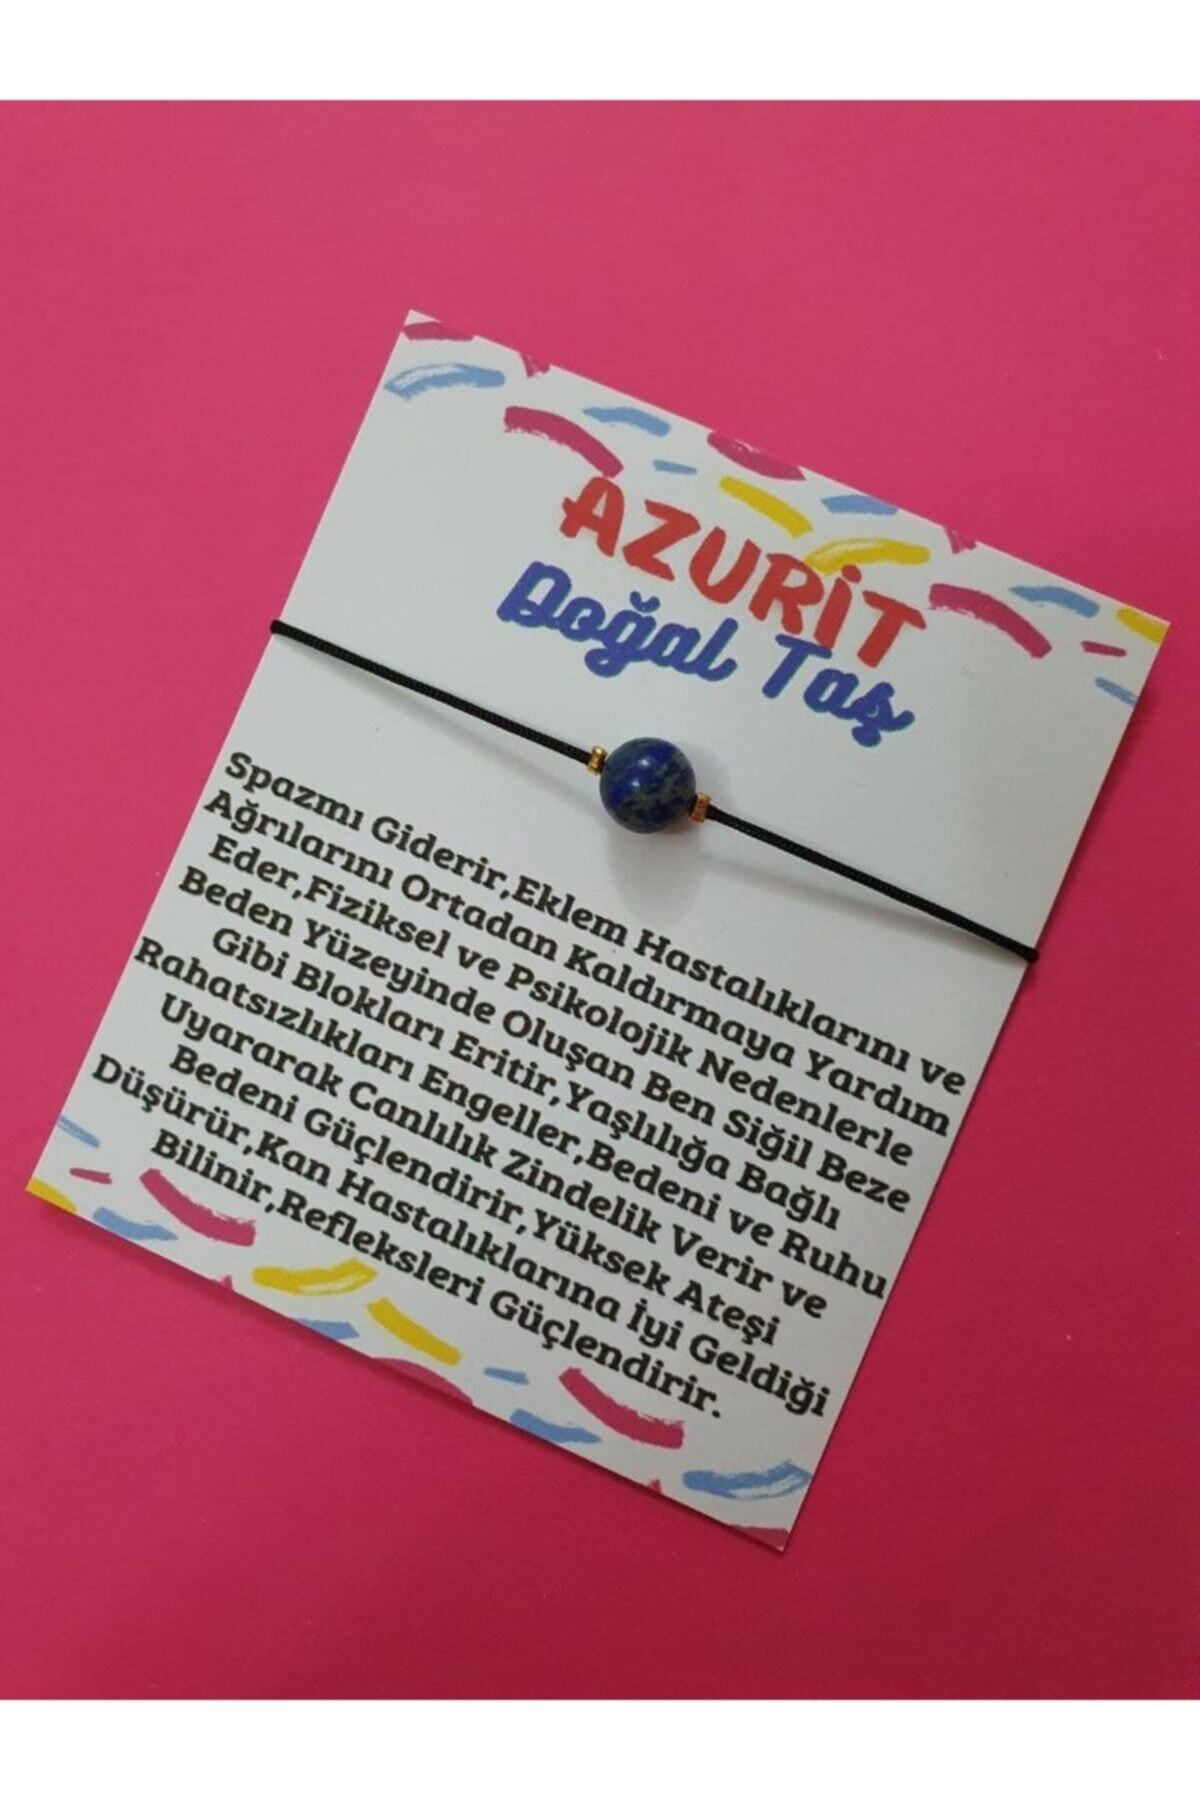 AZURİT
Doğal Taş
Spazmı Giderir,Eklem Hastalıklarını ve
Ağrılarını Ortadan Kaldırmaya Yardım
Eder,Fiziksel ve Psikolojik Nedenlerle
Beden Yüzeyinde Oluşan Ben Siğil Beze
Gibi Blokları Eritir,Yaşlılığa Bağlı
Rahatsızlıkları Engeller,Bedeni ve Ruhu
Uyararak Canlılık Zindelik Verir ve
Bedeni Güçlendirir,Yüksek Ateşi
Düşürür,Kan Hastalıklarına İyi Geldiği
Bilinir,Refleksleri Güçlendirir.